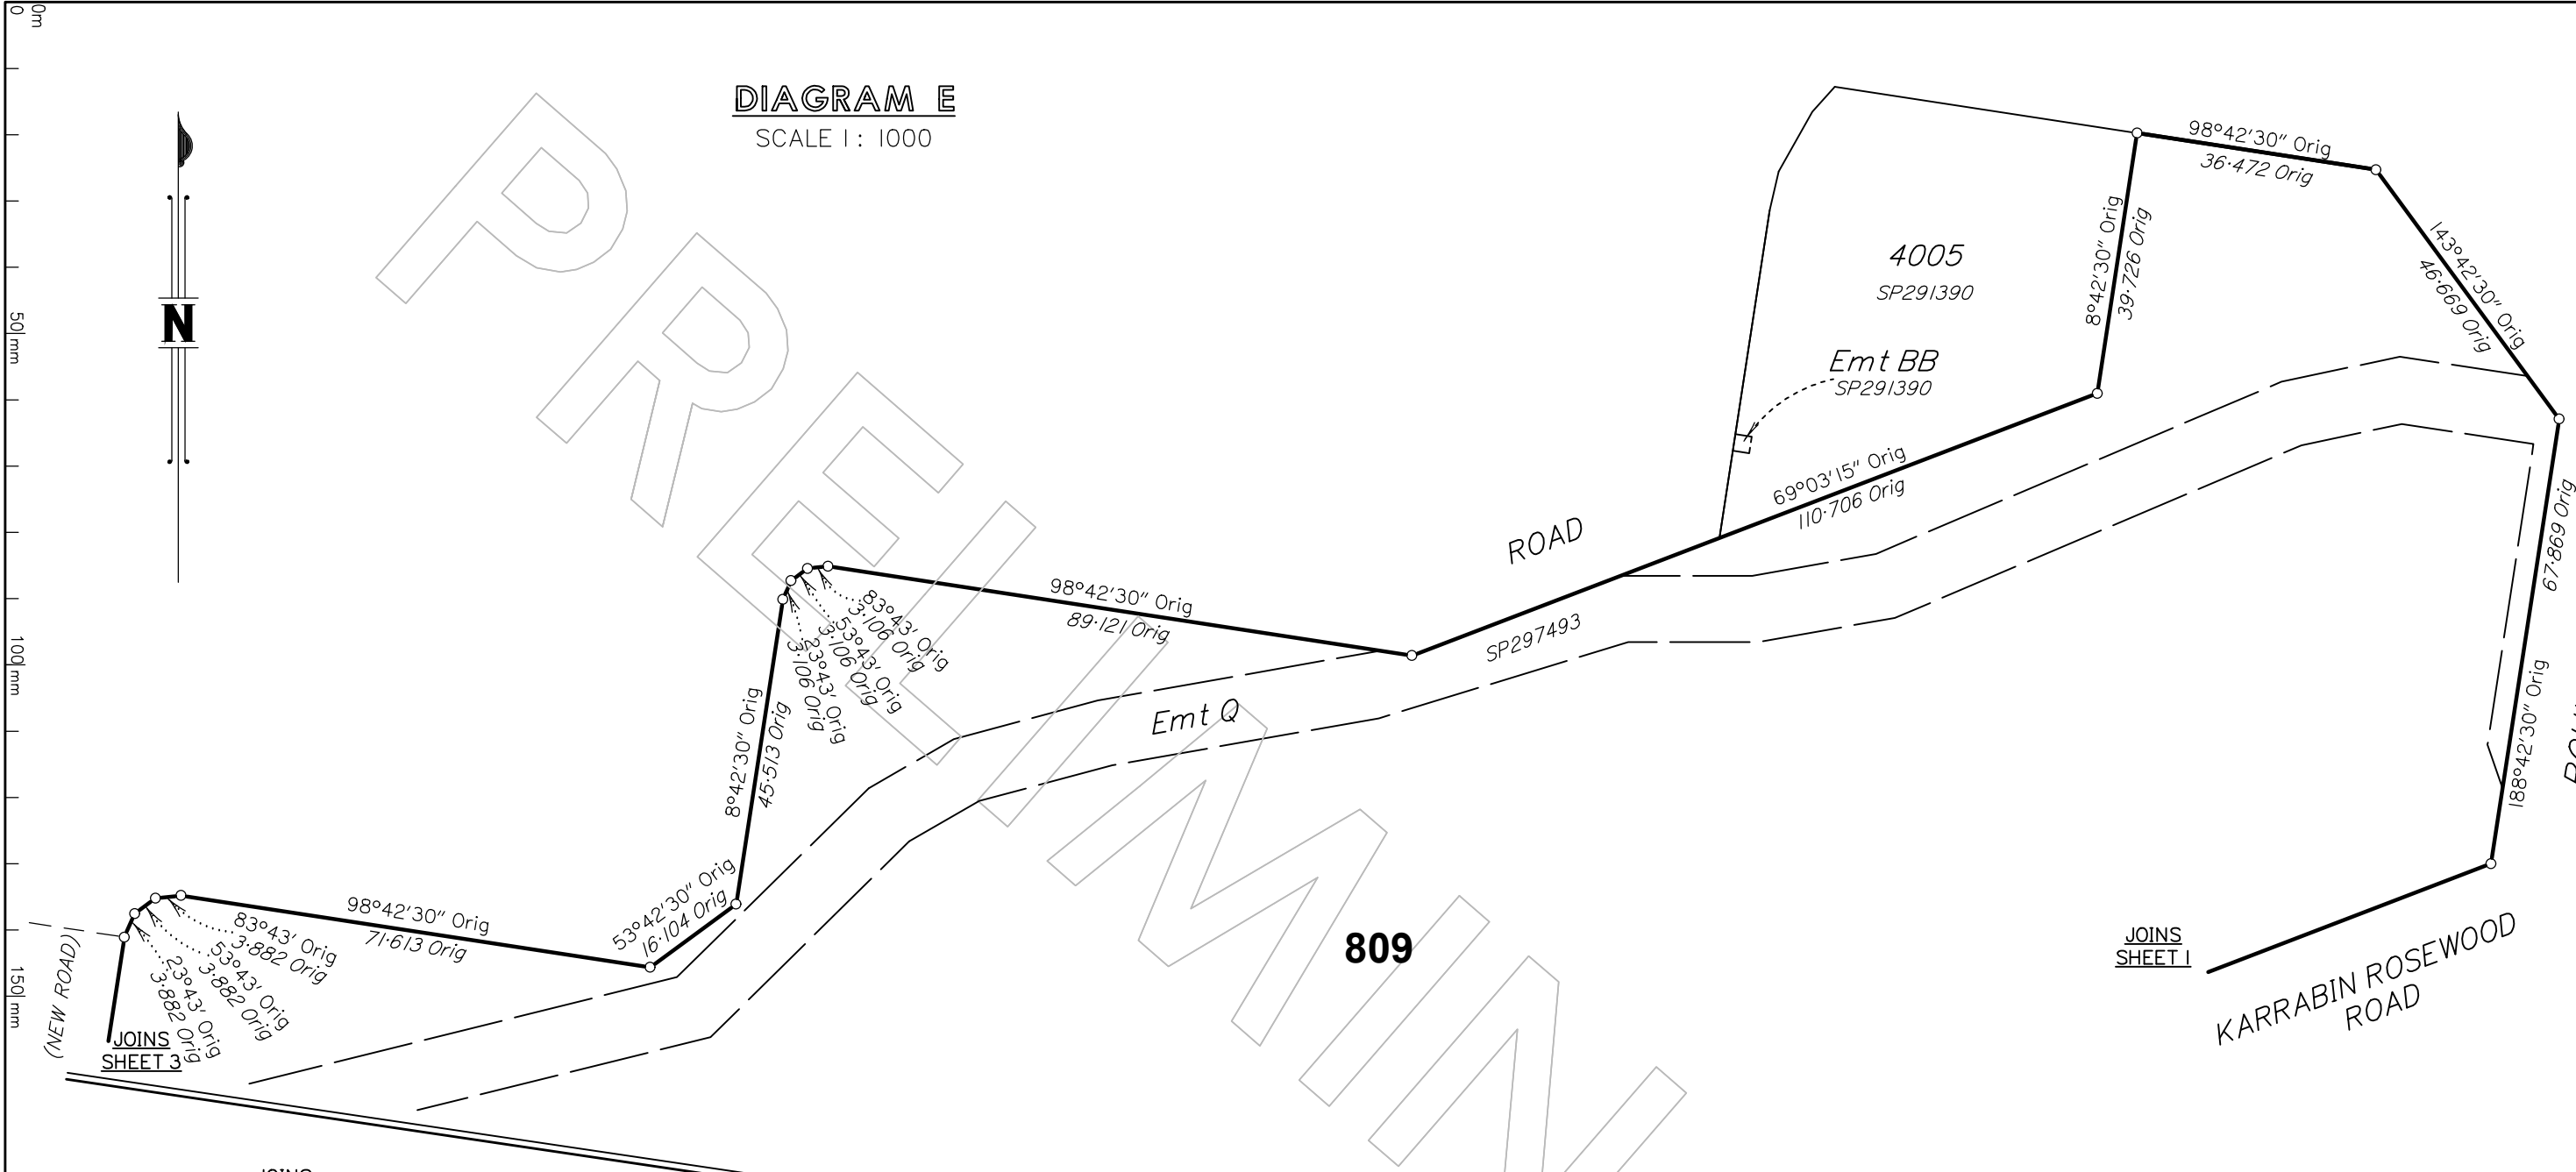 0
0m
50 mm
100 mm
150 mm
DIAGRAM E
SCALE 1: 1000
N
98°42'30" Orig
36·472 Orig
4005
SP291390
8°42'30" Orig
39·726 Orig
143°42'30" Orig
46·669 Orig
Emt BB
SP291390
69°03'15" Orig
110·706 Orig
ROAD
SP297493
67·869 Orig
188°42'30" Orig
98°42'30" Orig
89·121 Orig
83°43' Orig
3·106 Orig
53°43' Orig
3·106 Orig
23°43' Orig
3·106 Orig
8°42'30" Orig
45·513 Orig
Emt Q
53°42'30" Orig
16·104 Orig
98°42'30" Orig
71·613 Orig
83°43' Orig
3·882 Orig
53°43' Orig
3·882 Orig
23°43' Orig
3·882 Orig
(NEW ROAD)
JOINS
SHEET 3
809
JOINS
SHEET 1
KARRABIN ROSEWOOD
ROAD
JOINS
PRELIMIN